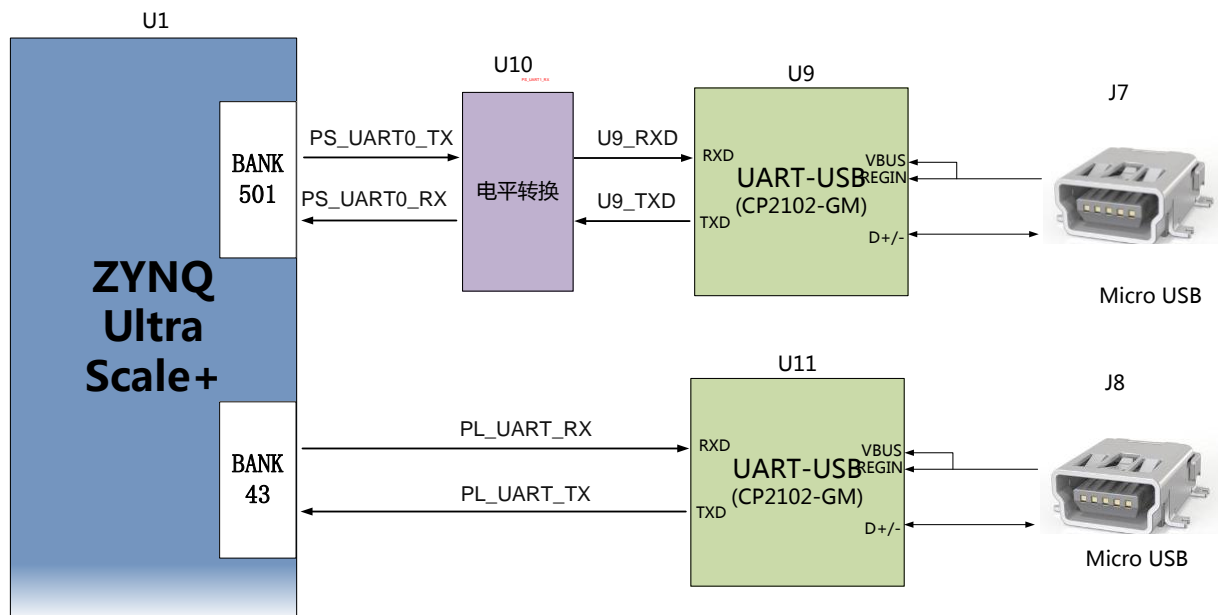 U1
U10
PS_UART1_RX
U9
J7
BANK
501
PS_UART0_TX
PS_UART0_RX
电平转换
U9_RXD
U9_TXD
RXD
TXD
UART-USB
(CP2102-GM)
VBUS
REGIN
D+/-
Micro USB
ZYNQ
Ultra
Scale+
U11
J8
BANK
43
PL_UART_RX
PL_UART_TX
RXD
TXD
UART-USB
(CP2102-GM)
VBUS
REGIN
D+/-
Micro USB